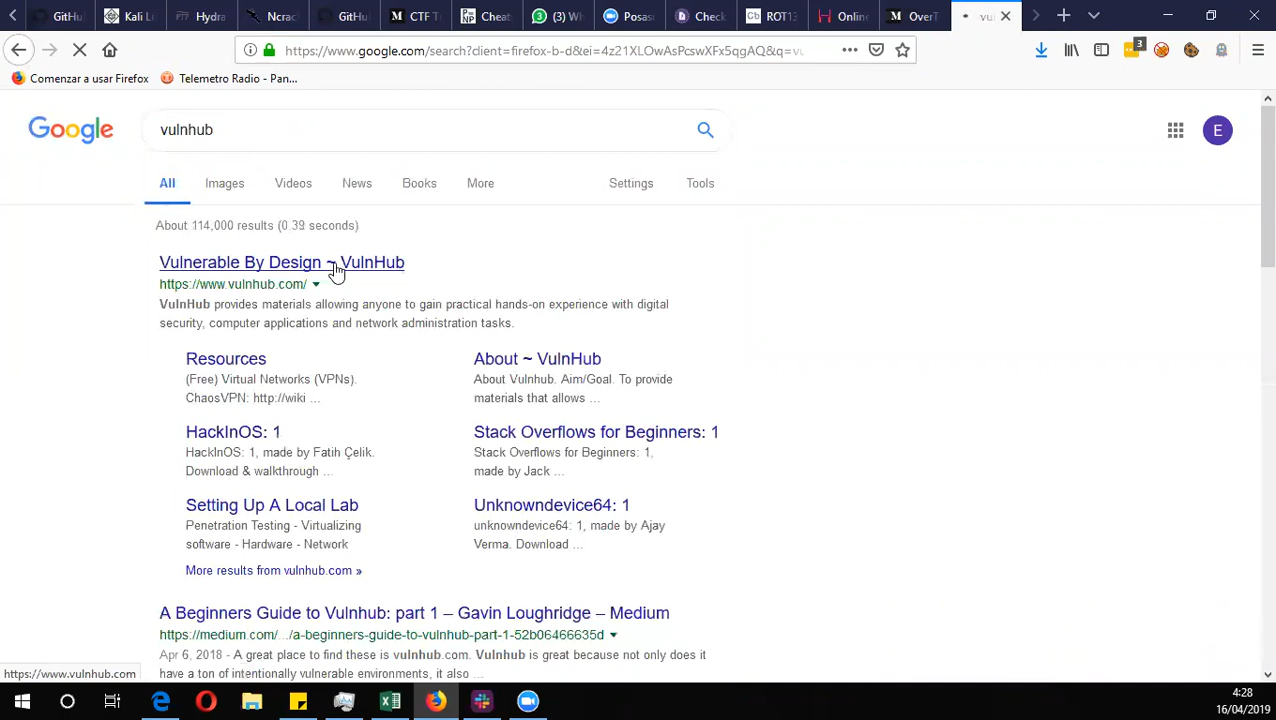 GitHu
Kali Li
Hydra
Ncrac
GitHu
CTF T
Cheats
(3) W
Posas
Check
ROT13
Online
OverT
vu
https://www.google.com/search?client=firefox-b-d&ei=4z21XLOwAsPcswXFx5qgAQ&q=vu
3
Comenzar a usar Firefox
Telemetro Radio - Pan...
Google
vulnhub
E
All Images Videos News Books More Settings Tools
About 114,000 results (0.39 seconds)
Vulnerable By Design ~ VulnHub
https://www.vulnhub.com/
VulnHub provides materials allowing anyone to gain practical hands-on experience with digital
security, computer applications and network administration tasks.
Resources
(Free) Virtual Networks (VPNs).
ChaosVPN: http://wiki ...
About ~ VulnHub
About Vulnhub. Aim/Goal. To provide
materials that allows ...
HackInOS: 1
HackInOS: 1, made by Fatih Çelik.
Download & walkthrough ...
Stack Overflows for Beginners: 1
Stack Overflows for Beginners: 1,
made by Jack ...
Setting Up A Local Lab
Penetration Testing - Virtualizing
software - Hardware - Network
Unknowndevice64: 1
unknowndevice64: 1, made by Ajay
Verma. Download ...
More results from vulnhub.com »
A Beginners Guide to Vulnhub: part 1 – Gavin Loughridge – Medium
https://medium.com/.../a-beginners-guide-to-vulnhub-part-1-52b06466635d
Apr 6, 2018 - A great place to find these is vulnhub.com. Vulnhub is great because not only does it
have a ton of intentionally vulnerable environments, it also ...
https://www.vulnhub.com
4:28
16/04/2019